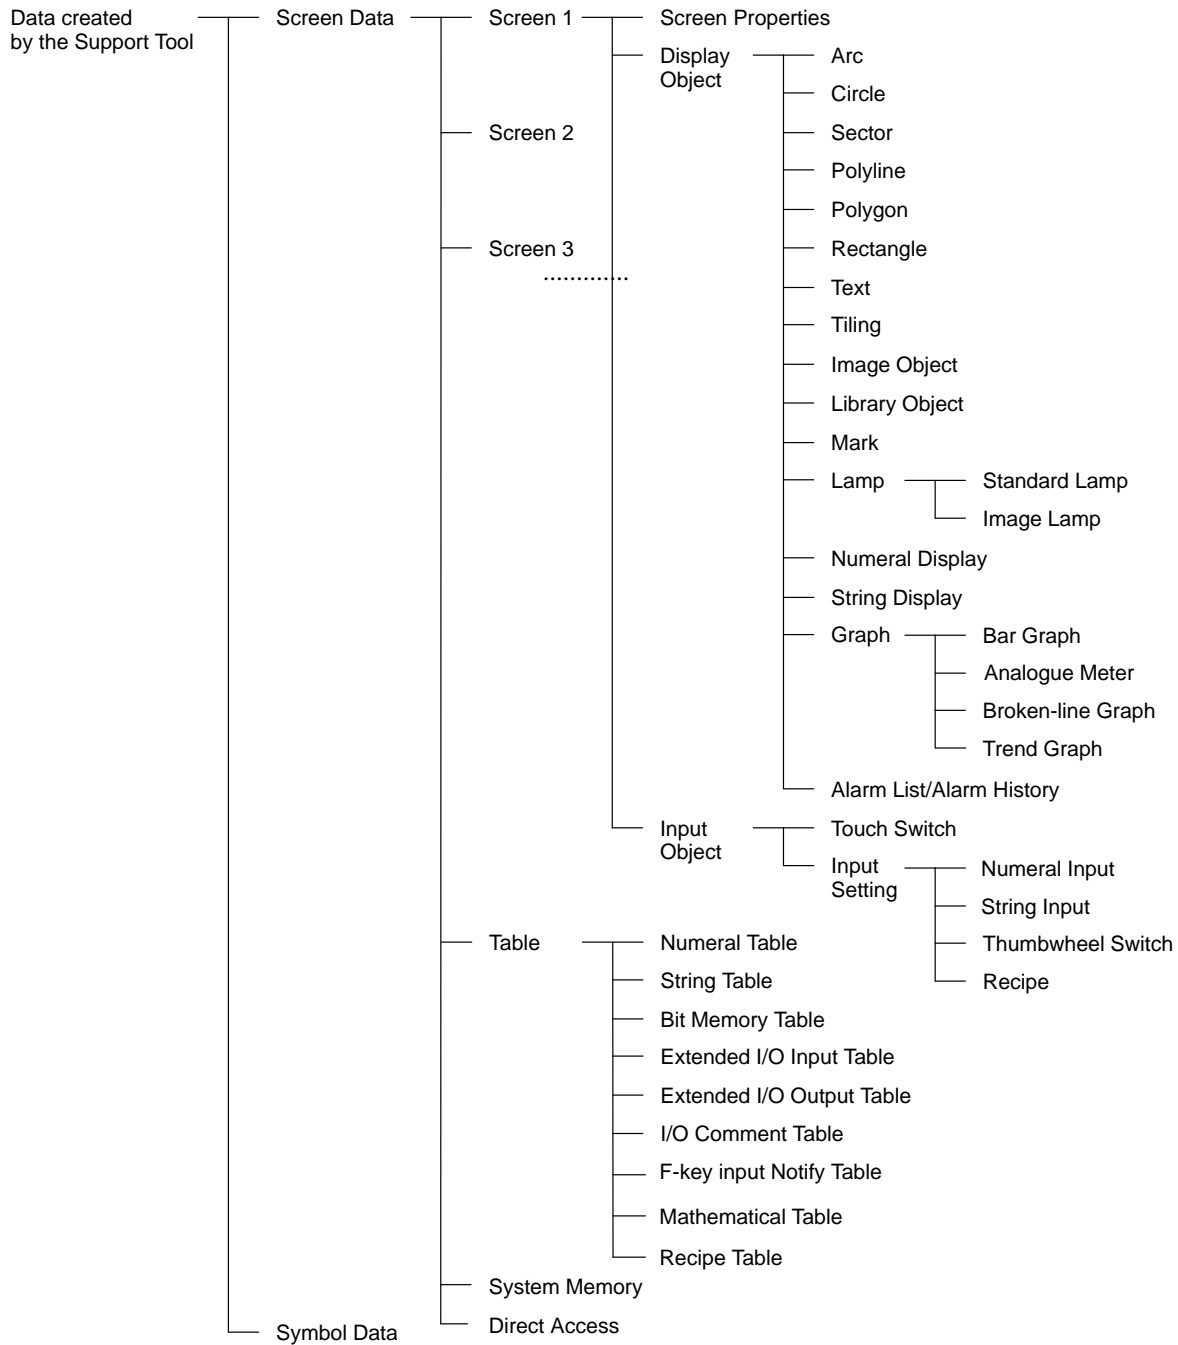 Data created
by the Support Tool
Screen Data
Screen 1
Screen Properties
Display
Object
Arc
Circle
Sector
Polyline
Polygon
Rectangle
Text
Tiling
Image Object
Library Object
Mark
Lamp
Standard Lamp
Image Lamp
Numeral Display
String Display
Graph
Bar Graph
Analogue Meter
Broken-line Graph
Trend Graph
Alarm List/Alarm History
Input
Object
Touch Switch
Input
Setting
Numeral Input
String Input
Thumbwheel Switch
Recipe
Screen 2
Screen 3
.............
Table
Numeral Table
String Table
Bit Memory Table
Extended I/O Input Table
Extended I/O Output Table
I/O Comment Table
F-key input Notify Table
Mathematical Table
Recipe Table
System Memory
Direct Access
Symbol Data